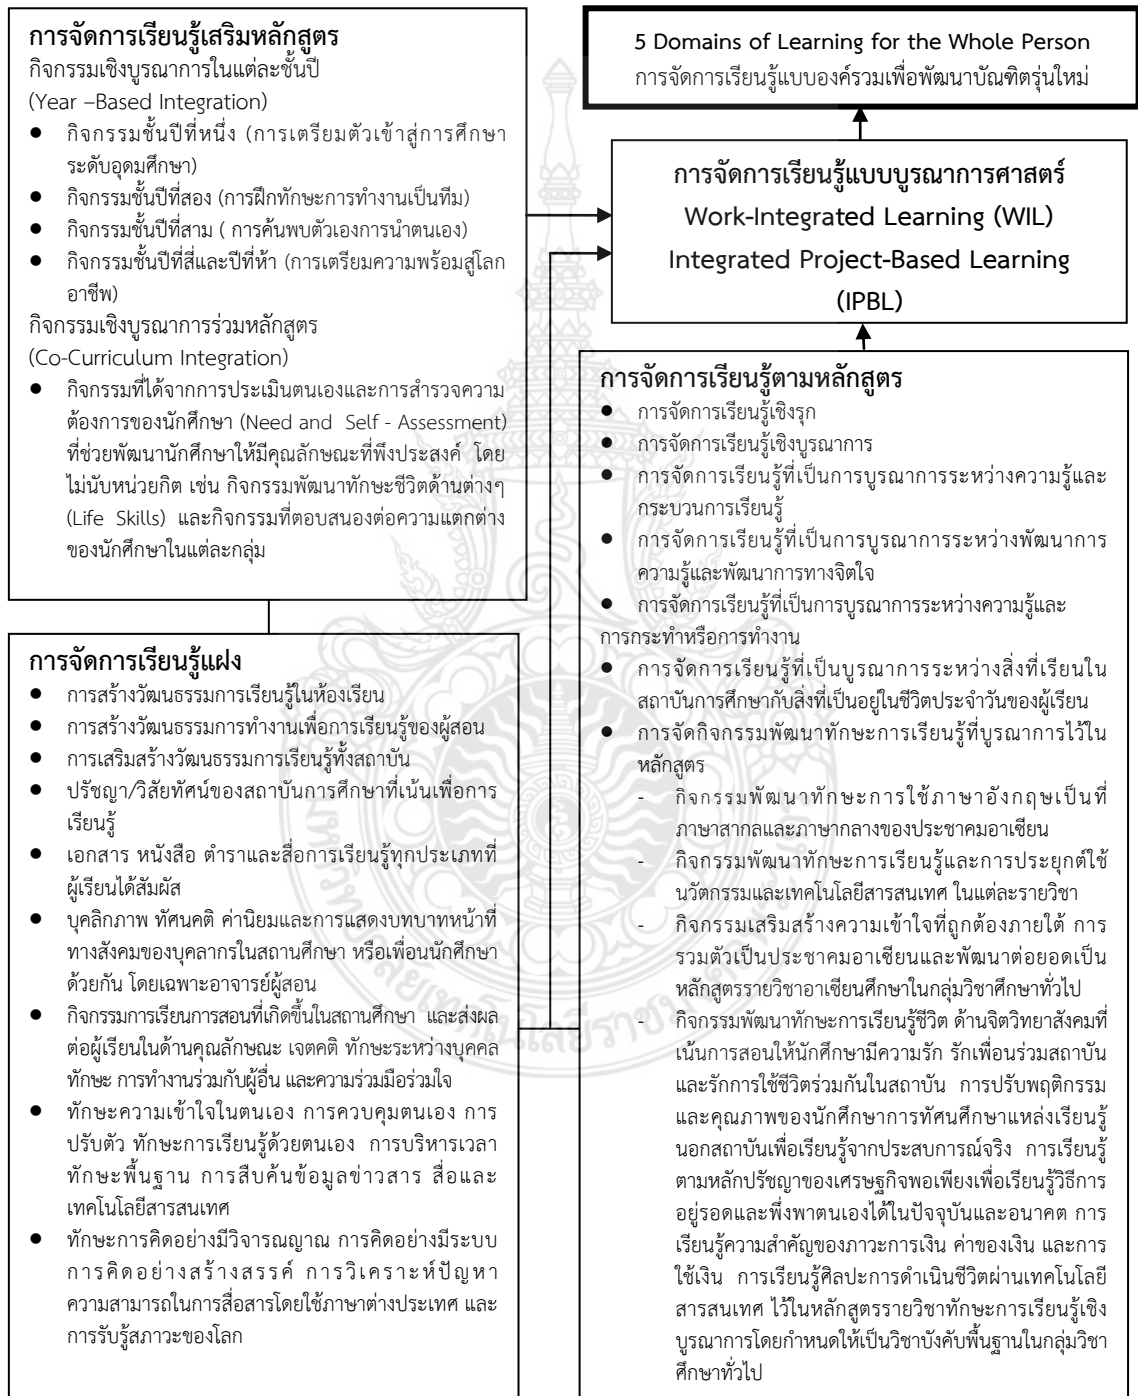 การจัดการเรียนรู้เสริมหลักสูตร
กิจกรรมเชิงบูรณาการในแต่ละชั้นปี
(Year –Based Integration)
● กิจกรรมชั้นปีที่หนึ่ง (การเตรียมตัวเข้าสู่การศึกษา
ระดับอุดมศึกษา)
● กิจกรรมชั้นปีที่สอง (การฝึกทักษะการทำงานเป็นทีม)
● กิจกรรมชั้นปีที่สาม ( การค้นพบตัวเองการนำตนเอง)
● กิจกรรมชั้นปีที่สี่และปีที่ห้า (การเตรียมความพร้อมสู่โลก
อาชีพ)
กิจกรรมเชิงบูรณาการร่วมหลักสูตร
(Co-Curriculum Integration)
● กิจกรรมที่ได้จากการประเมินตนเองและการสำรวจความ
ต้องการของนักศึกษา (Need and Self - Assessment)
ที่ช่วยพัฒนานักศึกษาให้มีคุณลักษณะที่พึงประสงค์ โดย
ไม่นับหน่วยกิต เช่น กิจกรรมพัฒนาทักษะชีวิตด้านต่างๆ
(Life Skills) และกิจกรรมที่ตอบสนองต่อความแตกต่าง
ของนักศึกษาในแต่ละกลุ่ม
การจัดการเรียนรู้แฝง
● การสร้างวัฒนธรรมการเรียนรู้ในห้องเรียน
● การสร้างวัฒนธรรมการทำงานเพื่อการเรียนรู้ของผู้สอน
● การเสริมสร้างวัฒนธรรมการเรียนรู้ทั้งสถาบัน
● ปรัชญา/วิสัยทัศน์ของสถาบันการศึกษาที่เน้นเพื่อการ
เรียนรู้
● เอกสาร หนังสือ ตำราและสื่อการเรียนรู้ทุกประเภทที่
ผู้เรียนได้สัมผัส
● บุคลิกภาพ ทัศนคติ ค่านิยมและการแสดงบทบาทหน้าที่
ทางสังคมของบุคลากรในสถานศึกษา หรือเพื่อนนักศึกษา
ด้วยกัน โดยเฉพาะอาจารย์ผู้สอน
● กิจกรรมการเรียนการสอนที่เกิดขึ้นในสถานศึกษา และส่งผล
ต่อผู้เรียนในด้านคุณลักษณะ เจตคติ ทักษะระหว่างบุคคล
ทักษะ การทำงานร่วมกับผู้อื่น และความร่วมมือร่วมใจ
● ทักษะความเข้าใจในตนเอง การควบคุมตนเอง การ
ปรับตัว ทักษะการเรียนรู้ด้วยตนเอง การบริหารเวลา
ทักษะพื้นฐาน การสืบค้นข้อมูลข่าวสาร สื่อและ
เทคโนโลยีสารสนเทศ
● ทักษะการคิดอย่างมีวิจารณญาณ การคิดอย่างมีระบบ
การคิดอย่างสร้างสรรค์ การวิเคราะห์ปัญหา
ความสามารถในการสื่อสารโดยใช้ภาษาต่างประเทศ และ
การรับรู้สภาวะของโลก
5 Domains of Learning for the Whole Person
การจัดการเรียนรู้แบบองค์รวมเพื่อพัฒนาบัณฑิตรุ่นใหม่
การจัดการเรียนรู้แบบบูรณาการศาสตร์
Work-Integrated Learning (WIL)
Integrated Project-Based Learning
(IPBL)
การจัดการเรียนรู้ตามหลักสูตร
● การจัดการเรียนรู้เชิงรุก
● การจัดการเรียนรู้เชิงบูรณาการ
● การจัดการเรียนรู้ที่เป็นการบูรณาการระหว่างความรู้และ
กระบวนการเรียนรู้
● การจัดการเรียนรู้ที่เป็นการบูรณาการระหว่างพัฒนาการ
ความรู้และพัฒนาการทางจิตใจ
● การจัดการเรียนรู้ที่เป็นการบูรณาการระหว่างความรู้และ
การกระทำหรือการทำงาน
● การจัดการเรียนรู้ที่เป็นบูรณาการระหว่างสิ่งที่เรียนใน
สถาบันการศึกษากับสิ่งที่เป็นอยู่ในชีวิตประจำวันของผู้เรียน
● การจัดกิจกรรมพัฒนาทักษะการเรียนรู้ที่บูรณาการไว้ใน
หลักสูตร
- กิจกรรมพัฒนาทักษะการใช้ภาษาอังกฤษเป็นที่
ภาษาสากลและภาษากลางของประชาคมอาเซียน
- กิจกรรมพัฒนาทักษะการเรียนรู้และการประยุกต์ใช้
นวัตกรรมและเทคโนโลยีสารสนเทศ ในแต่ละรายวิชา
- กิจกรรมเสริมสร้างความเข้าใจที่ถูกต้องภายใต้ การ
รวมตัวเป็นประชาคมอาเซียนและพัฒนาต่อยอดเป็น
หลักสูตรรายวิชาอาเซียนศึกษาในกลุ่มวิชาศึกษาทั่วไป
- กิจกรรมพัฒนาทักษะการเรียนรู้ชีวิต ด้านจิตวิทยาสังคมที่
เน้นการสอนให้นักศึกษามีความรัก รักเพื่อนร่วมสถาบัน
และรักการใช้ชีวิตร่วมกันในสถาบัน การปรับพฤติกรรม
และคุณภาพของนักศึกษาการทัศนศึกษาแหล่งเรียนรู้
นอกสถาบันเพื่อเรียนรู้จากประสบการณ์จริง การเรียนรู้
ตามหลักปรัชญาของเศรษฐกิจพอเพียงเพื่อเรียนรู้วิธีการ
อยู่รอดและพึ่งพาตนเองได้ในปัจจุบันและอนาคต การ
เรียนรู้ความสำคัญของภาวะการเงิน ค่าของเงิน และการ
ใช้เงิน การเรียนรู้ศิลปะการดำเนินชีวิตผ่านเทคโนโลยี
สารสนเทศ ไว้ในหลักสูตรรายวิชาทักษะการเรียนรู้เชิง
บูรณาการโดยกำหนดให้เป็นวิชาบังคับพื้นฐานในกลุ่มวิชา
ศึกษาทั่วไป